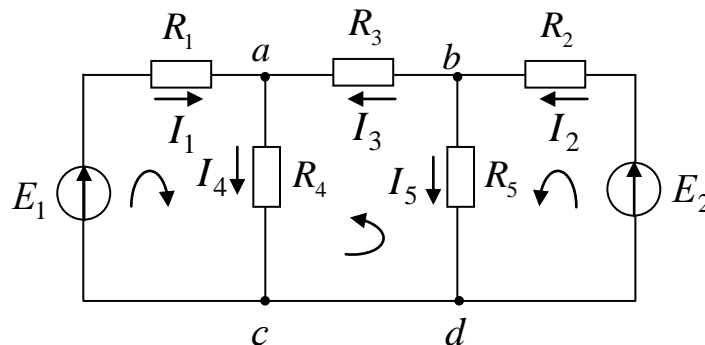 R₁ a R₃ b R₂
I₁ I₃ I₂
E₁ I₄ R₄ I₅ R₅ E₂
c d